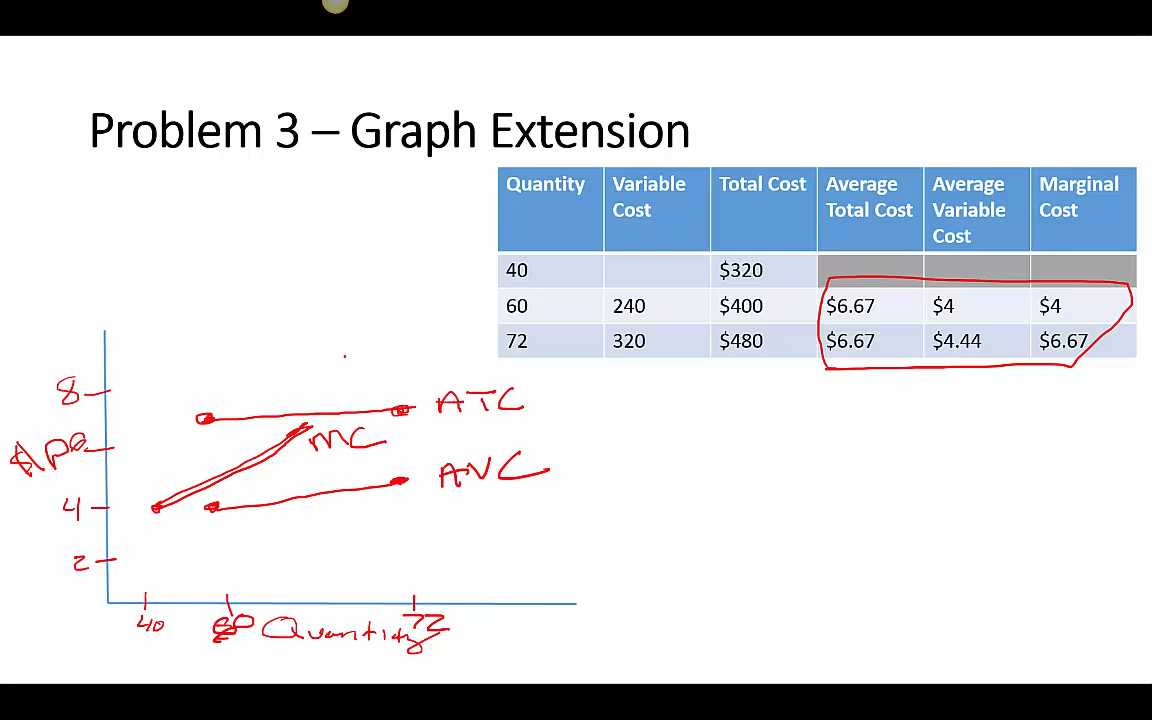 Problem 3 – Graph Extension
Quantity Variable Cost Total Cost Average Total Cost Average Variable Cost Marginal Cost
40 $320
60 240 $400 $6.67 $4 $4
72 320 $480 $6.67 $4.44 $6.67
8
ATC
MC
AVC
4
2
40 72
Quantity